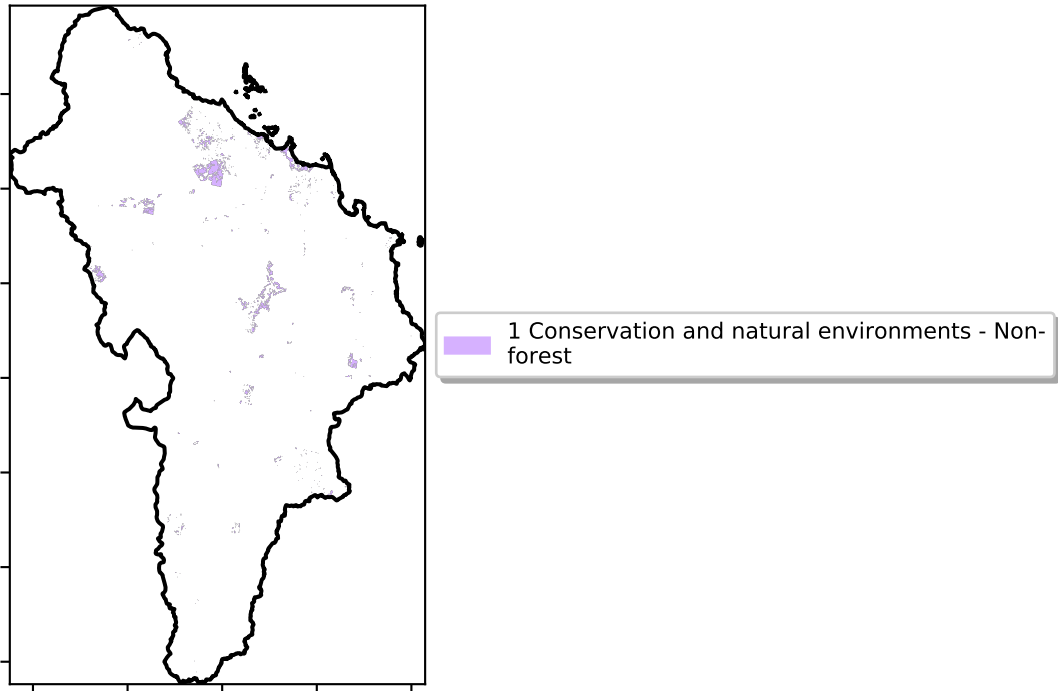 1 Conservation and natural environments - Non-
forest